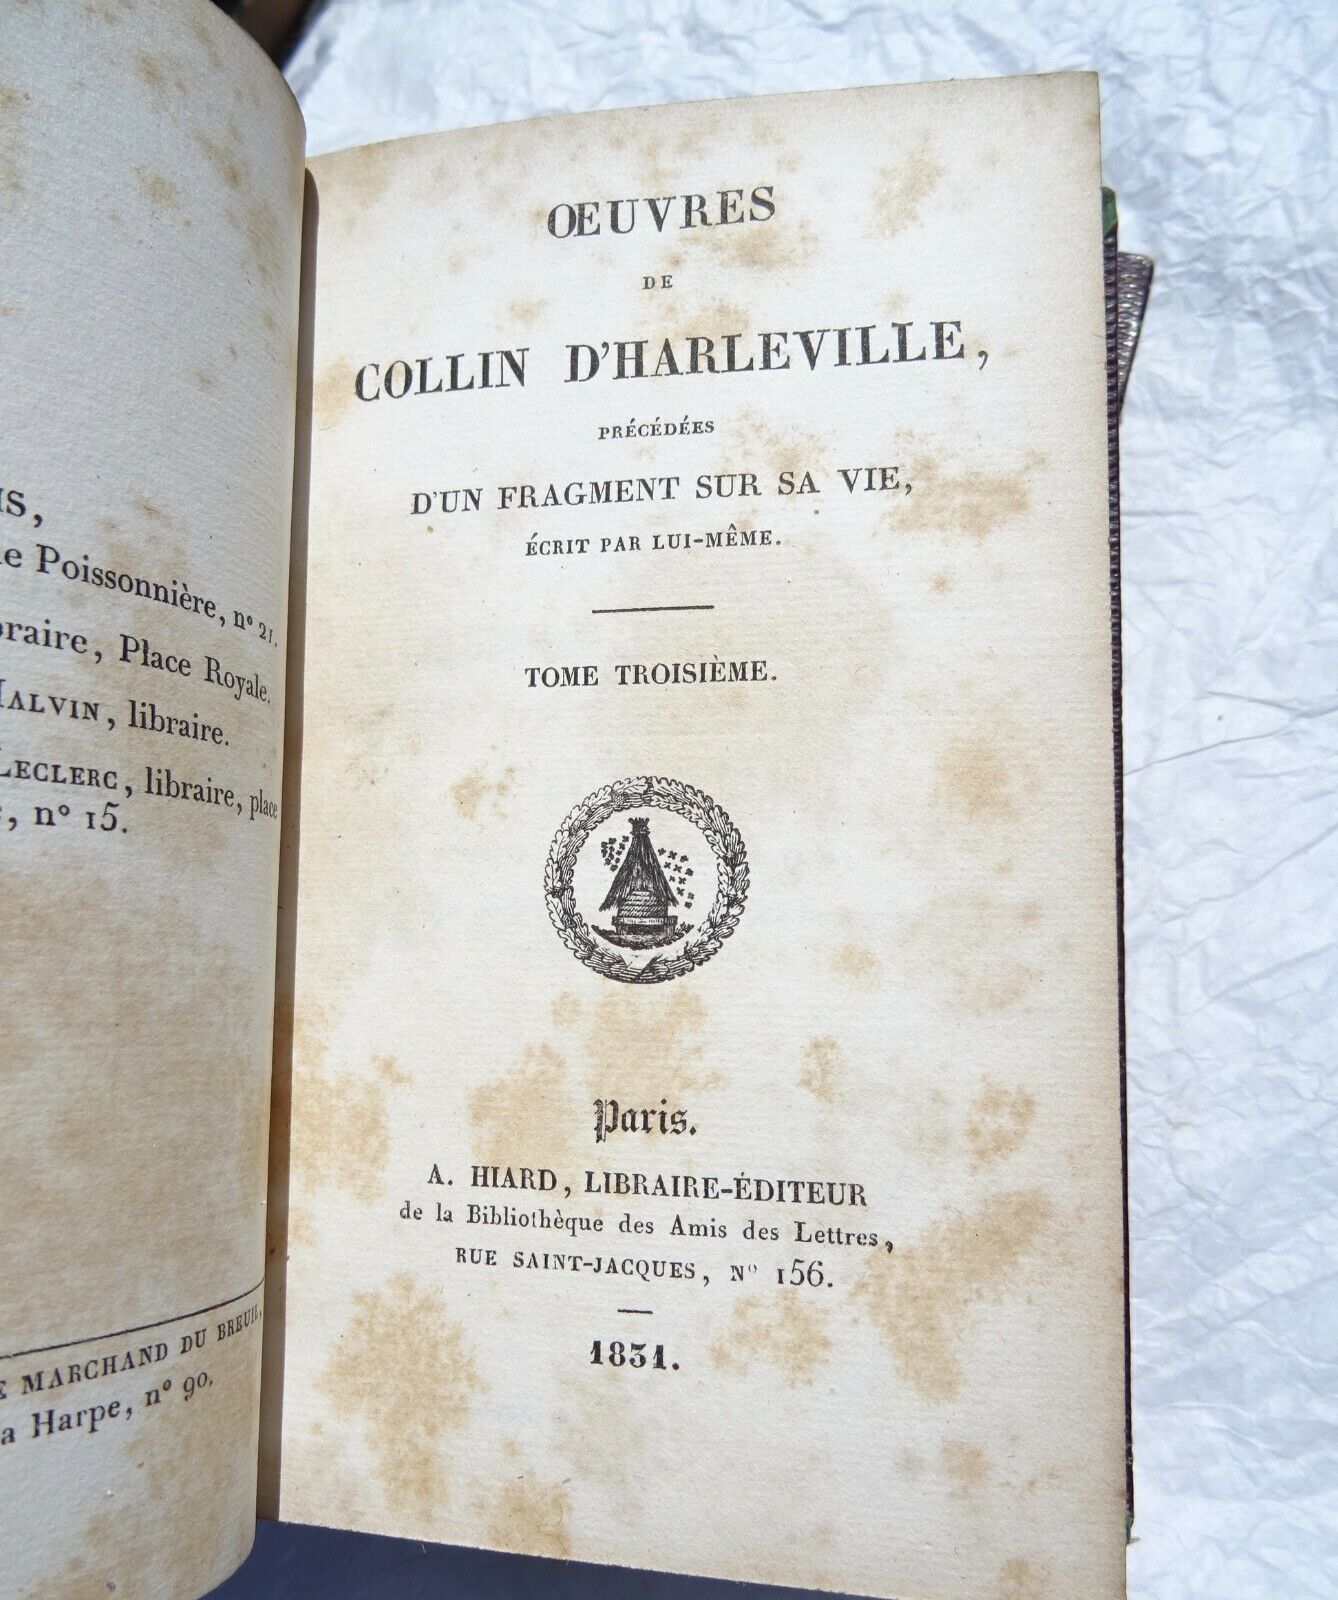 IS,
Poissonnière, n° 21.
Place Royale.
MALVIN, libraire.
LECLERC, libraire, place
n° 15.
MARCHAND DU BREUIL,
Harpe, n° 90.
OEUVRES
DE
COLLIN D'HARLEVILLE,
PRÉCÉDÉES
D'UN FRAGMENT SUR SA VIE,
ÉCRIT PAR LUI-MÊME.
TOME TROISIÈME.
Paris.
A. HIARD, LIBRAIRE-ÉDITEUR
de la Bibliothèque des Amis des Lettres,
RUE SAINT-JACQUES, N° 156.
1831.